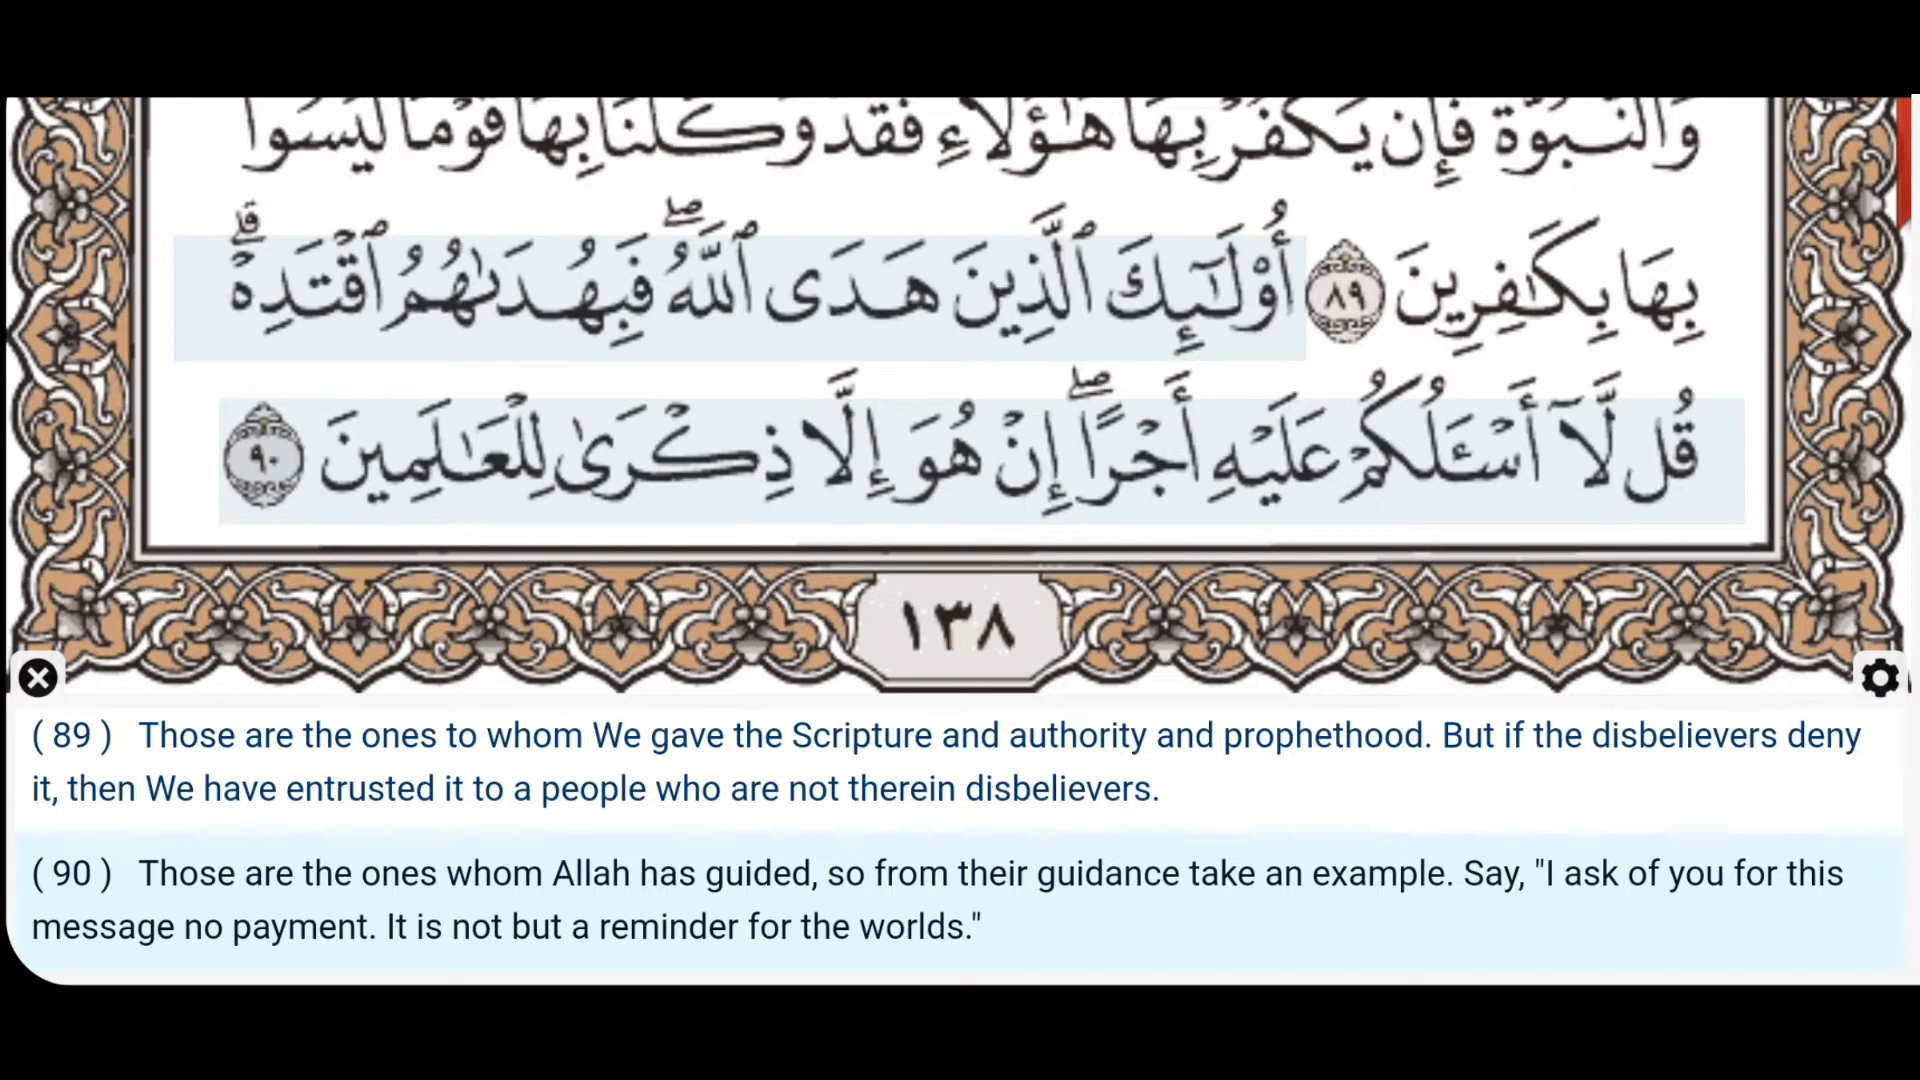 وَٱلنُّبُوَّةَ فَإِن يَكْفُرْ بِهَا هَٰٓؤُلَآءِ فَقَدْ وَكَّلْنَا بِهَا قَوْمًا لَّيْسُوا۟
بِهَا بِكَٰفِرِينَ ٨٩ أُو۟لَٰٓئِكَ ٱلَّذِينَ هَدَى ٱللَّهُ ۖ فَبِهُدَىٰهُمُ ٱقْتَدِهْ ۗ
قُل لَّآ أَسْـَٔلُكُمْ عَلَيْهِ أَجْرًا ۖ إِنْ هُوَ إِلَّا ذِكْرَىٰ لِلْعَٰلَمِينَ ٩٠
١٣٨
( 89 ) Those are the ones to whom We gave the Scripture and authority and prophethood. But if the disbelievers deny
it, then We have entrusted it to a people who are not therein disbelievers.
( 90 ) Those are the ones whom Allah has guided, so from their guidance take an example. Say, "I ask of you for this
message no payment. It is not but a reminder for the worlds."